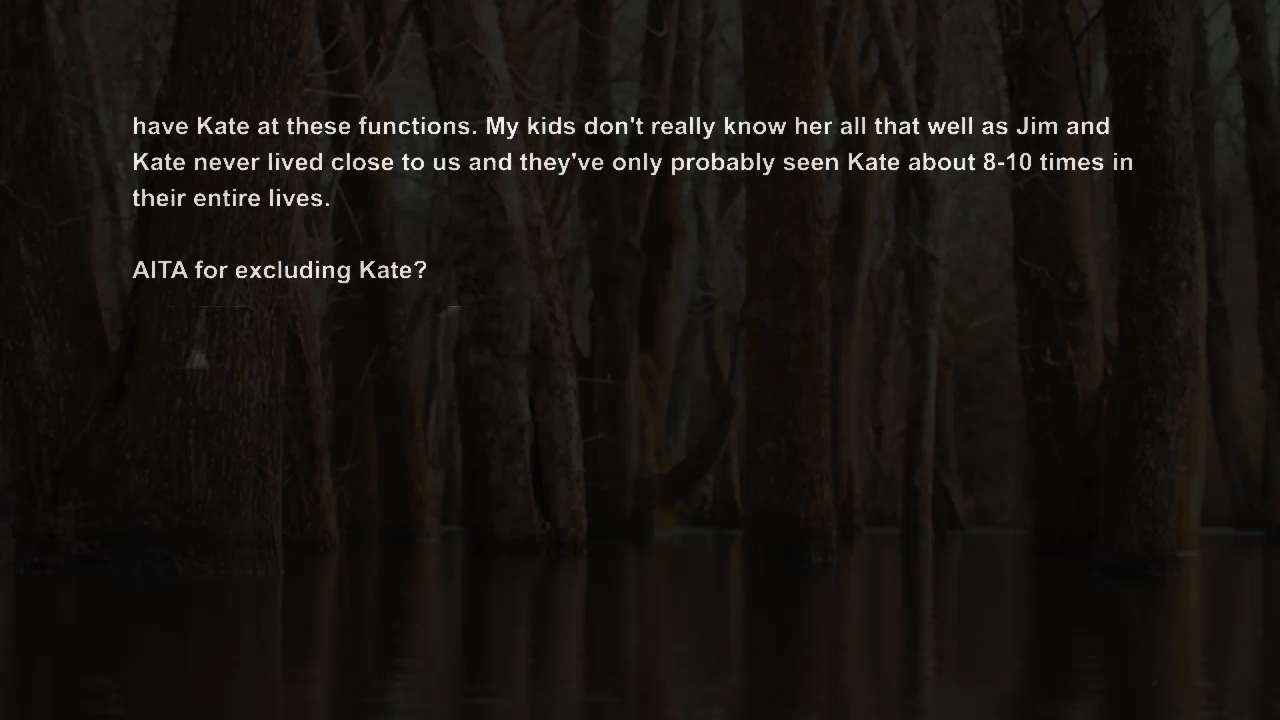 have Kate at these functions. My kids don't really know her all that well as Jim and
Kate never lived close to us and they've only probably seen Kate about 8-10 times in
their entire lives.
AITA for excluding Kate?